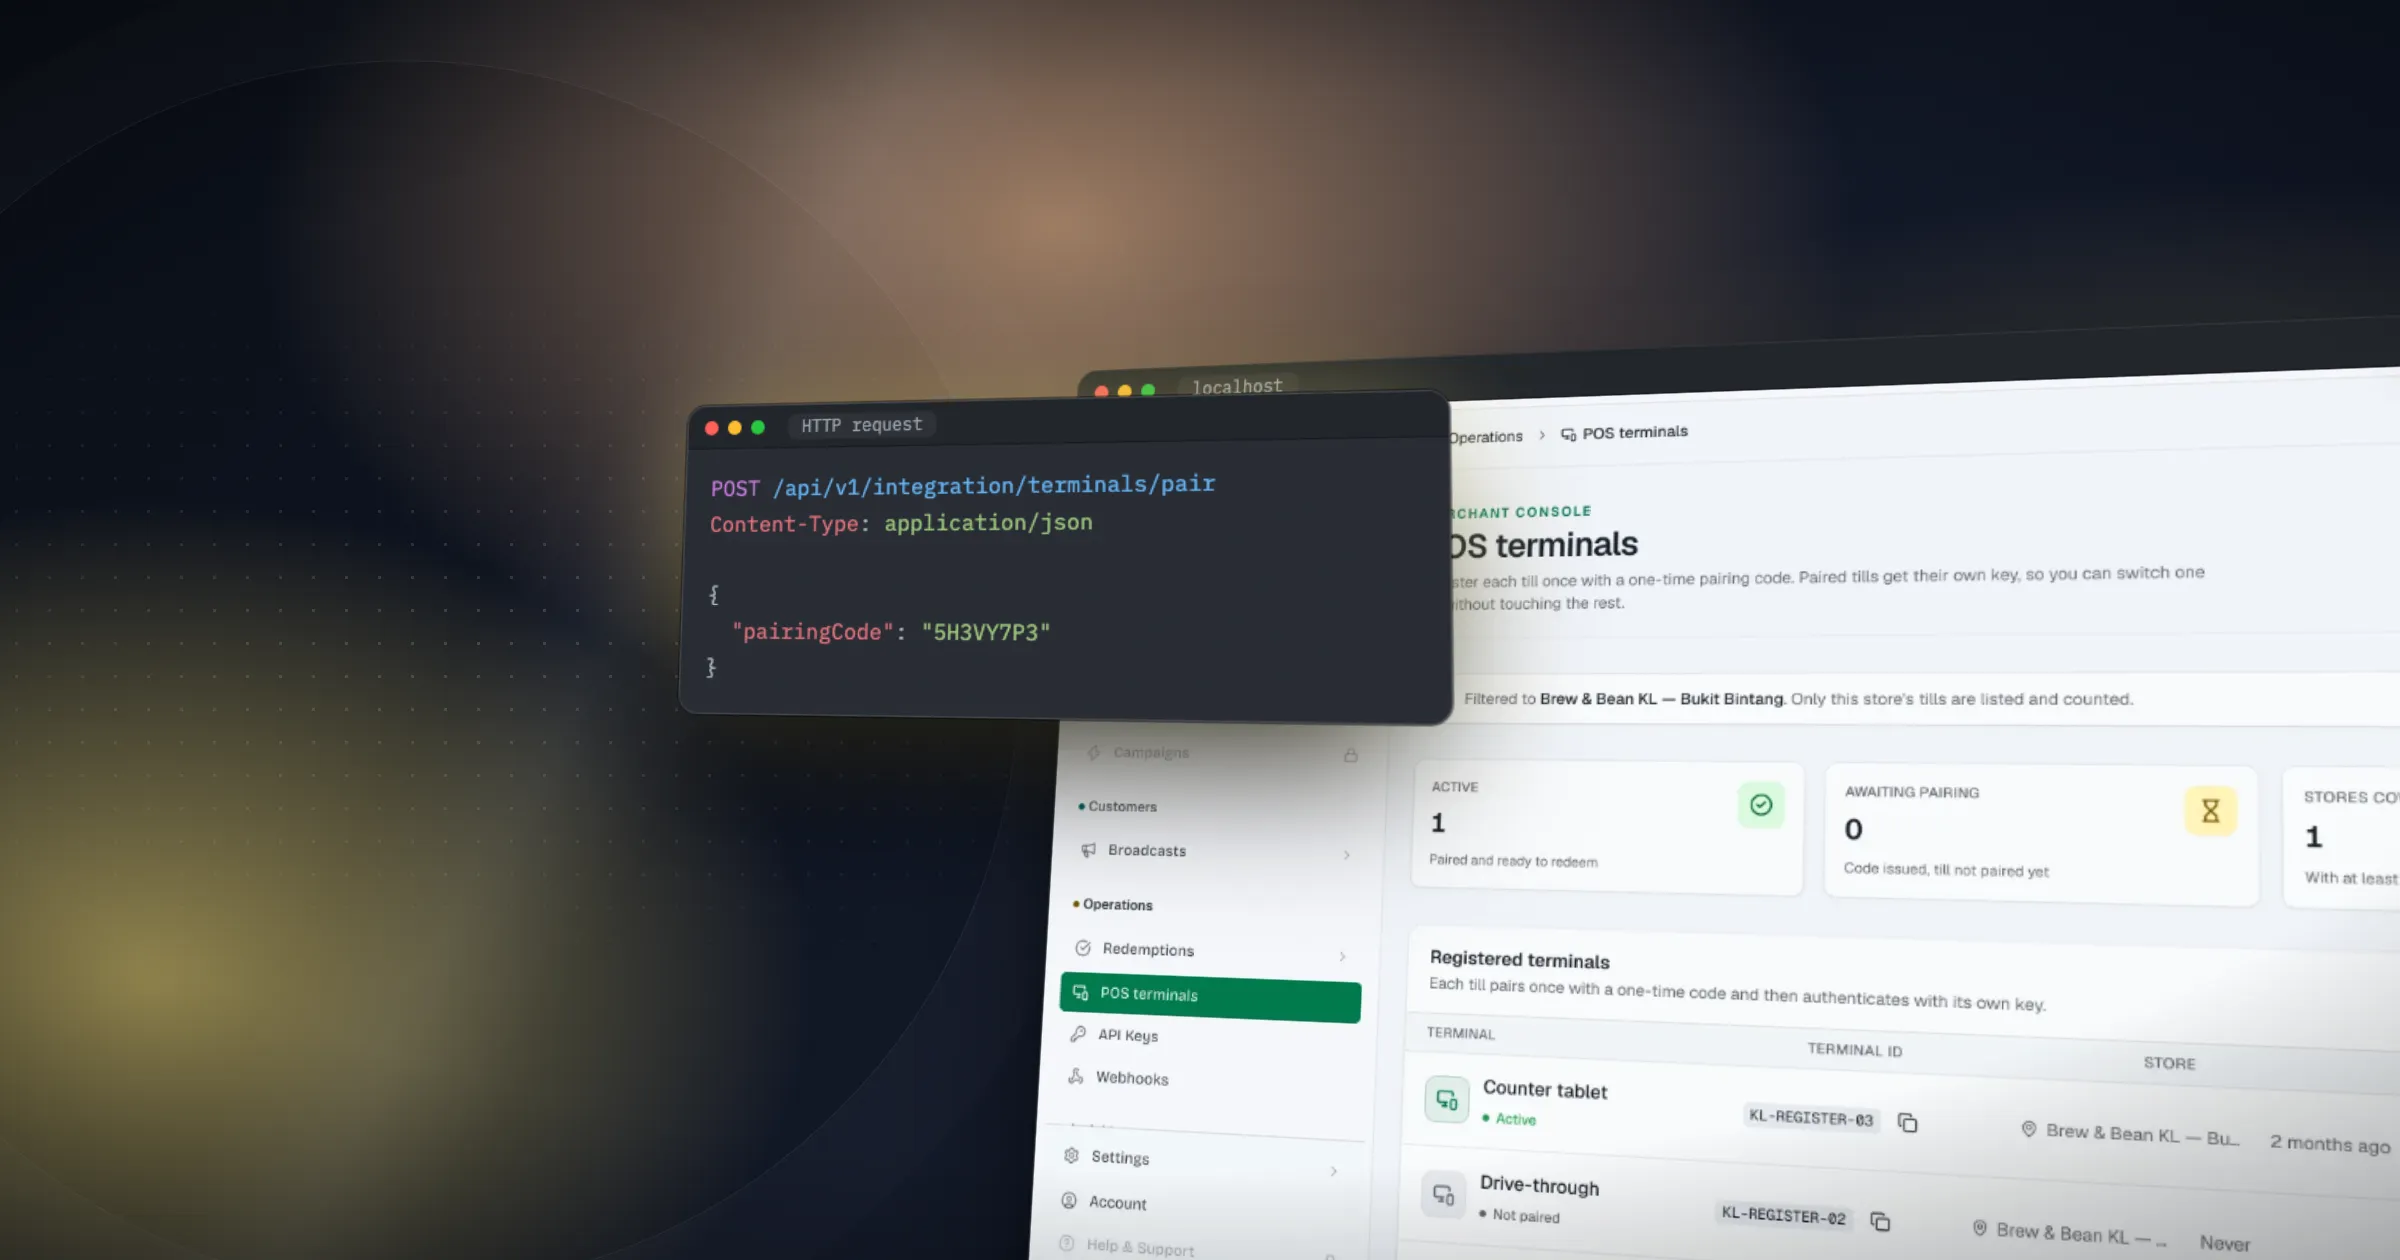 localhost
HTTP request
POST /api/v1/integration/terminals/pair
Content-Type: application/json
{
"pairingCode": "5H3VY7P3"
}
Operations > POS terminals
RCHANT CONSOLE
OS terminals
ster each till once with a one-time pairing code. Paired tills get their own key, so you can switch one
ithout touching the rest.
Filtered to Brew & Bean KL — Bukit Bintang. Only this store's tills are listed and counted.
Campaigns
Customers
Broadcasts
Operations
Redemptions
POS terminals
API Keys
Webhooks
Settings
Account
Help & Support
ACTIVE
1
Paired and ready to redeem
AWAITING PAIRING
0
Code issued, till not paired yet
STORES CO
1
With at least
Registered terminals
Each till pairs once with a one-time code and then authenticates with its own key.
TERMINAL TERMINAL ID STORE
Counter tablet
Active
KL-REGISTER-03
Brew & Bean KL — Bu...
2 months ago
Drive-through
Not paired
KL-REGISTER-02
Brew & Bean KL — ...
Never